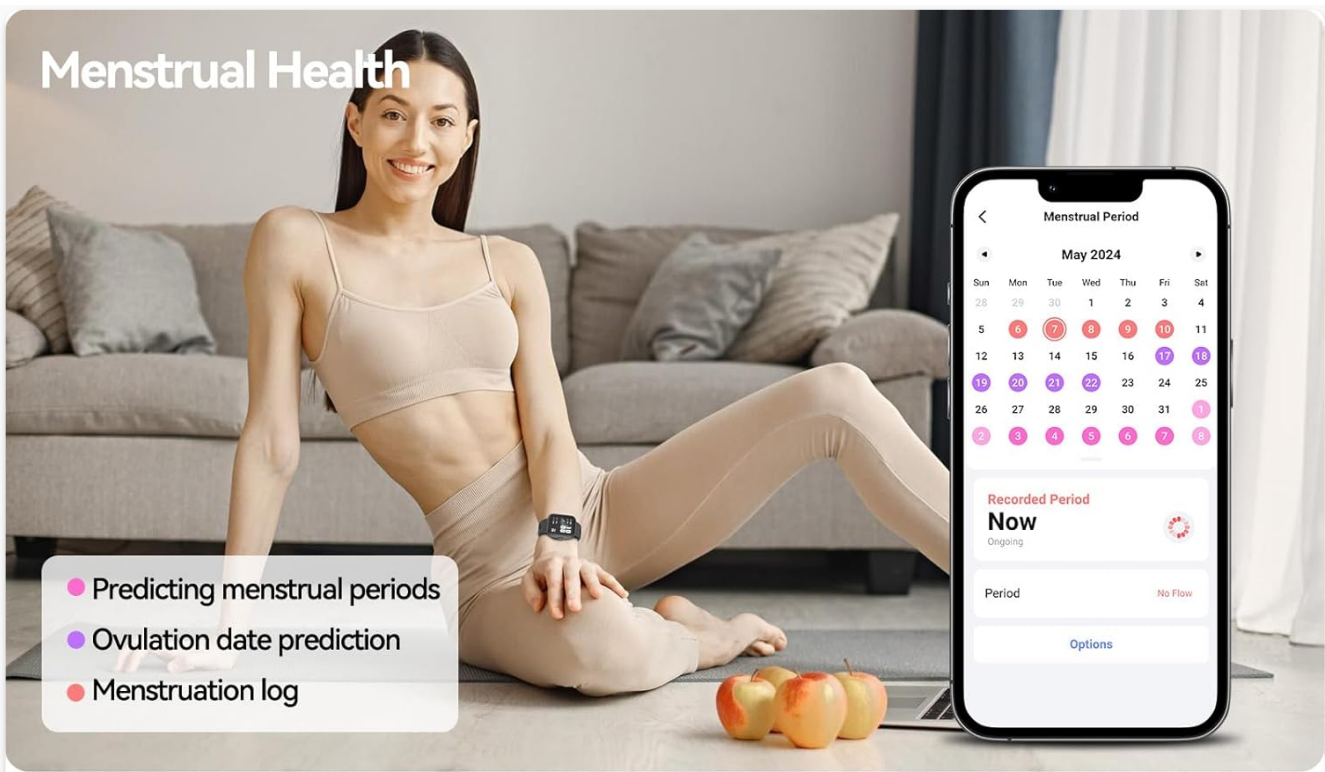 Menstrual Health
Predicting menstrual periods
Ovulation date prediction
Menstruation log
Menstrual Period
May 2024
Sun Mon Tue Wed Thu Fri Sat
28 29 30 1 2 3 4
5 6 7 8 9 10 11
12 13 14 15 16 17 18
19 20 21 22 23 24 25
26 27 28 29 30 31 1
2 3 4 5 6 7 8
Recorded Period
Now
Ongoing
Period No Flow
Options